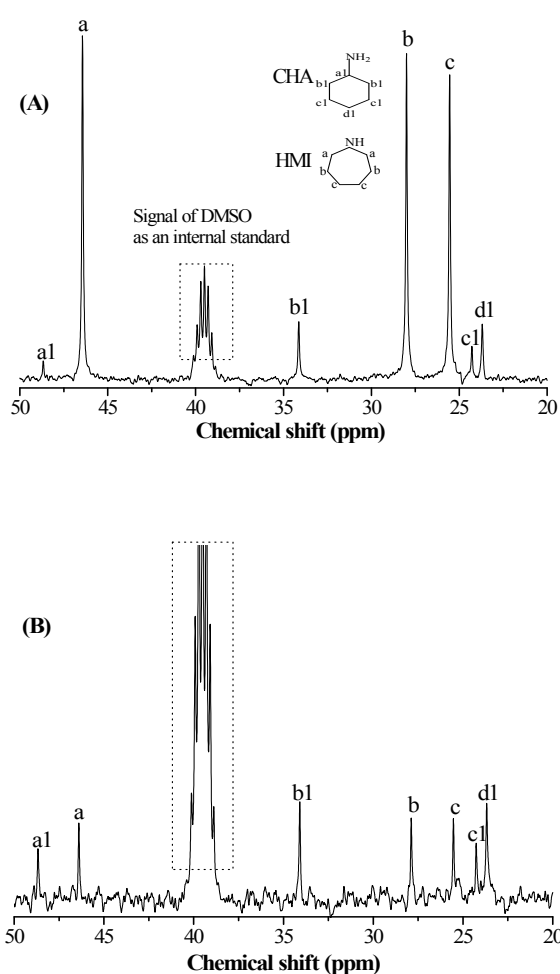 a
b
c
(A)
CHA
NH2
a1
b1
b1
c1
c1
d1
HMI
NH
a
a
b
b
c
c
Signal of DMSO
as an internal standard
a1
b1
c1
d1
50 45 40 35 30 25 20
Chemical shift (ppm)
(B)
a1
a
b1
b
c
c1
d1
50 45 40 35 30 25 20
Chemical shift (ppm)